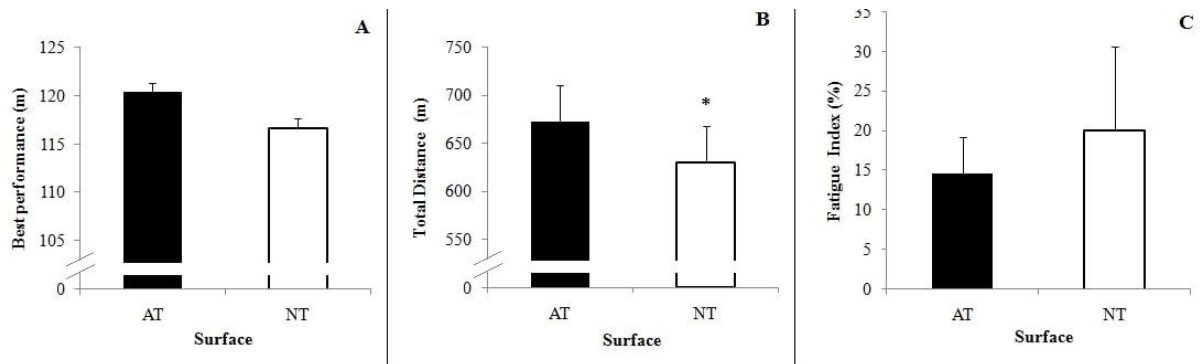 A
Best performance (m)
125
120
115
110
105
0
AT NT
Surface
B
Total Distance (m)
750
700
650
600
550
0
*
AT NT
Surface
C
Fatigue Index (%)
35
30
25
20
15
10
5
0
AT NT
Surface